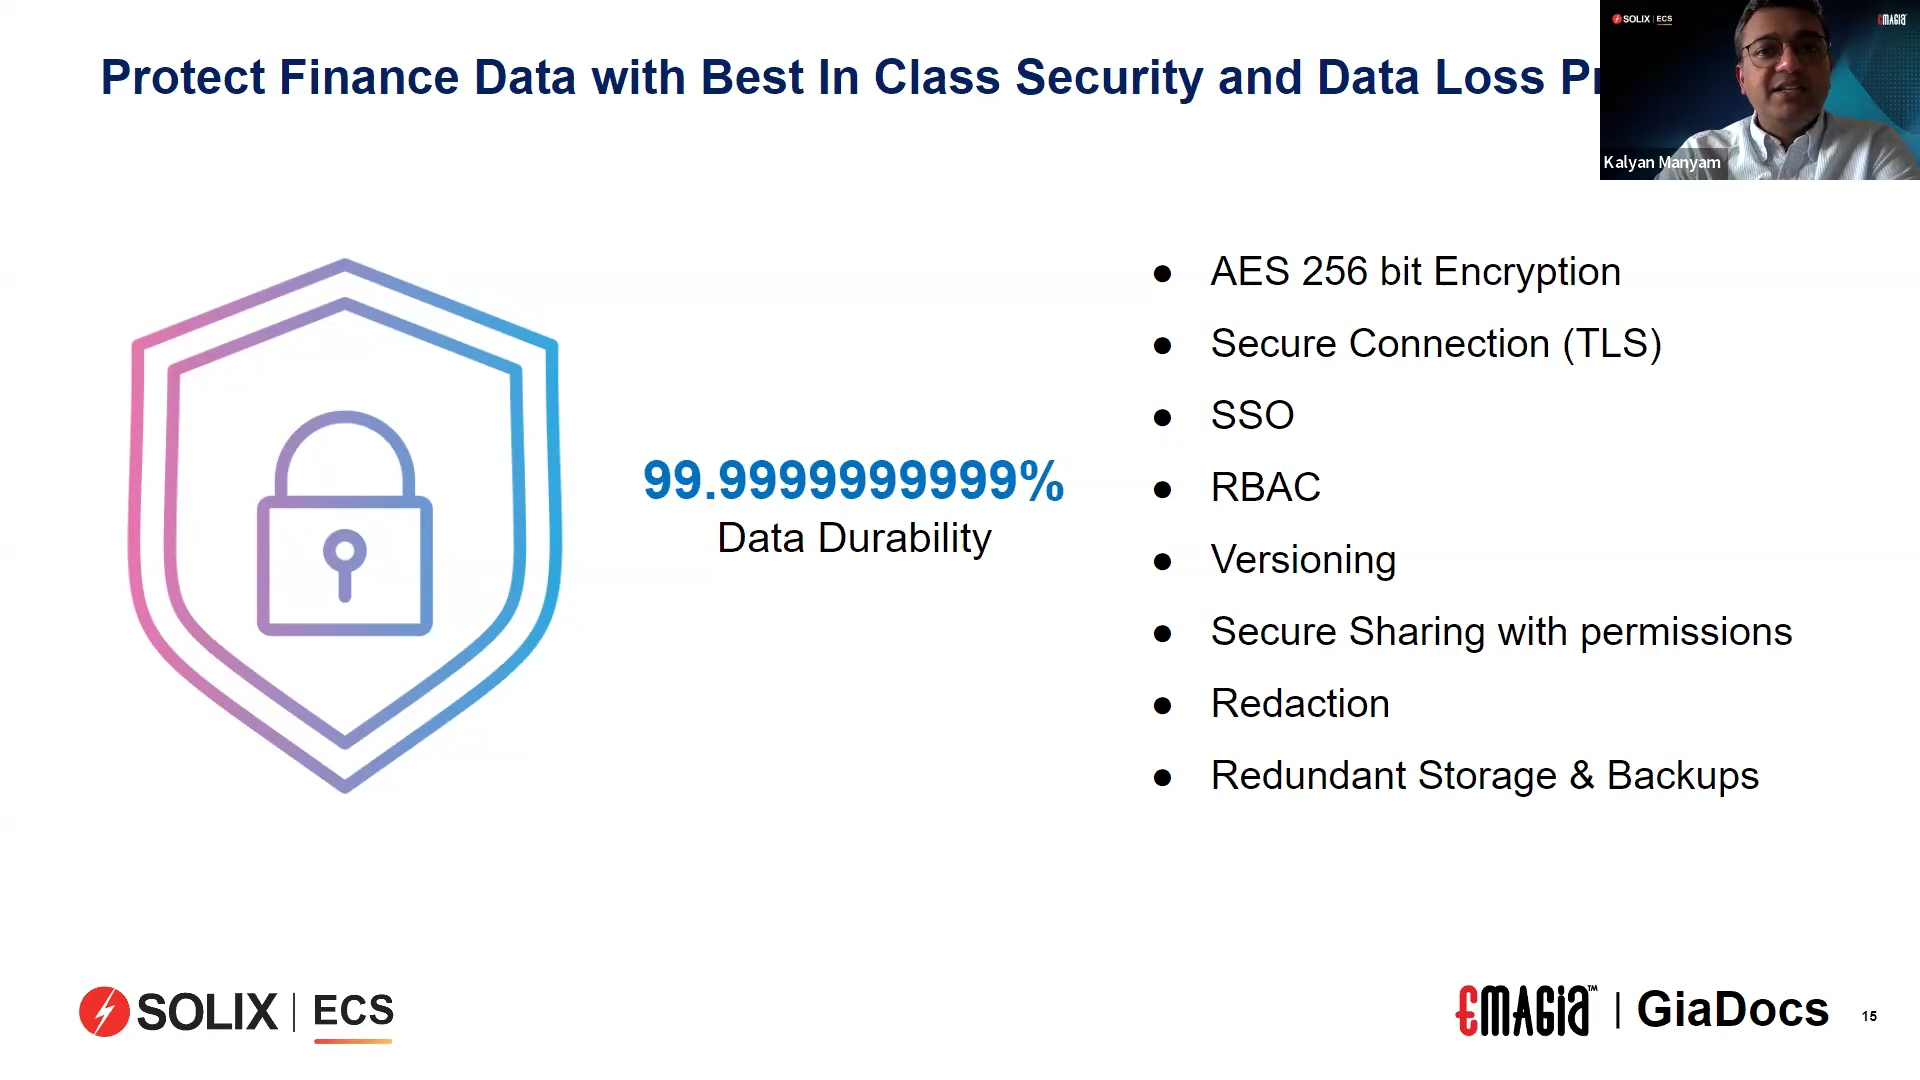 SOLIX | ECS
EMAGIA
Protect Finance Data with Best In Class Security and Data Loss
Kalyan Manyam
99.9999999999%
Data Durability
● AES 256 bit Encryption
● Secure Connection (TLS)
● SSO
● RBAC
● Versioning
● Secure Sharing with permissions
● Redaction
● Redundant Storage & Backups
SOLIX | ECS
EMAGIA™ | GiaDocs
15